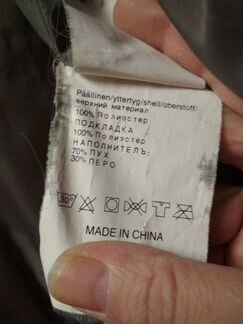 Päällinen/yttertyg/shell/oberstoff/
верхний материал
100% Полиэстер
ПОДКЛАДКА
100% Полиэстер
НАПОЛНИТЕЛЬ:
70% ПУХ
30% ПЕРО
30°
MADE IN CHINA